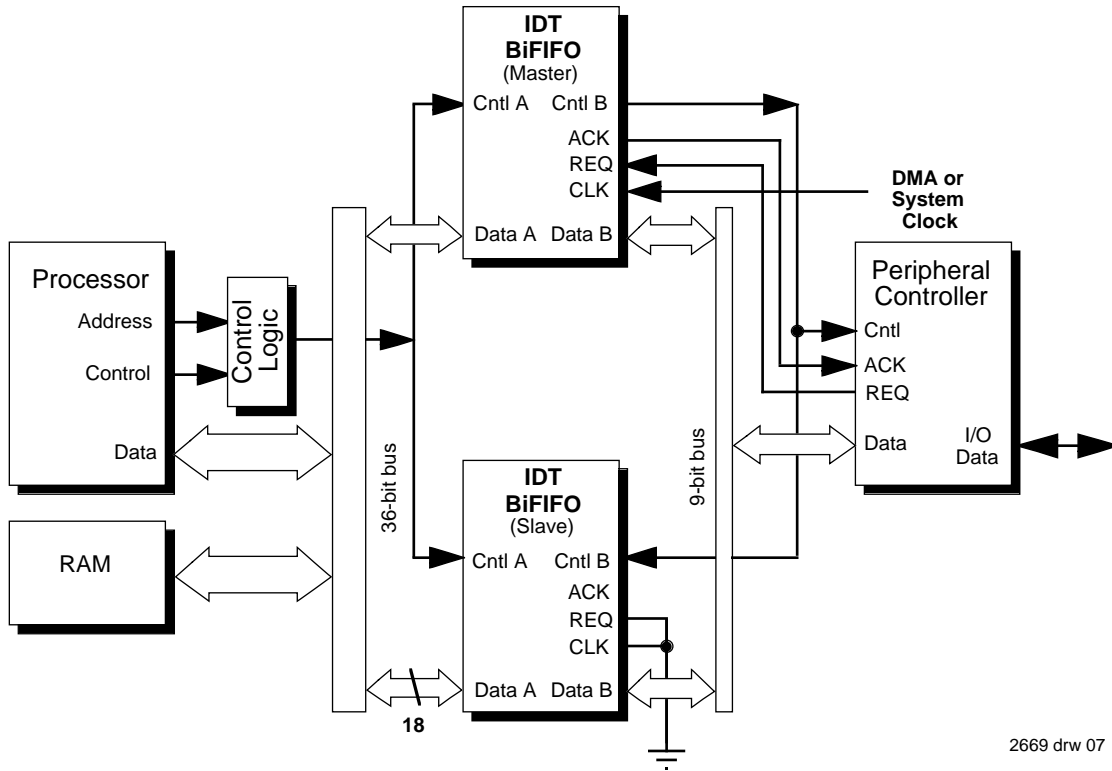 IDT
BiFIFO
(Master)
Cntl A
Cntl B
ACK
REQ
CLK
Data A
Data B
DMA or
System
Clock
Processor
Address
Control
Data
Control
Logic
36-bit bus
9-bit bus
Peripheral
Controller
Cntl
ACK
REQ
Data
I/O
Data
RAM
IDT
BiFIFO
(Slave)
Cntl A
Cntl B
ACK
REQ
CLK
Data A
Data B
18
2669 drw 07